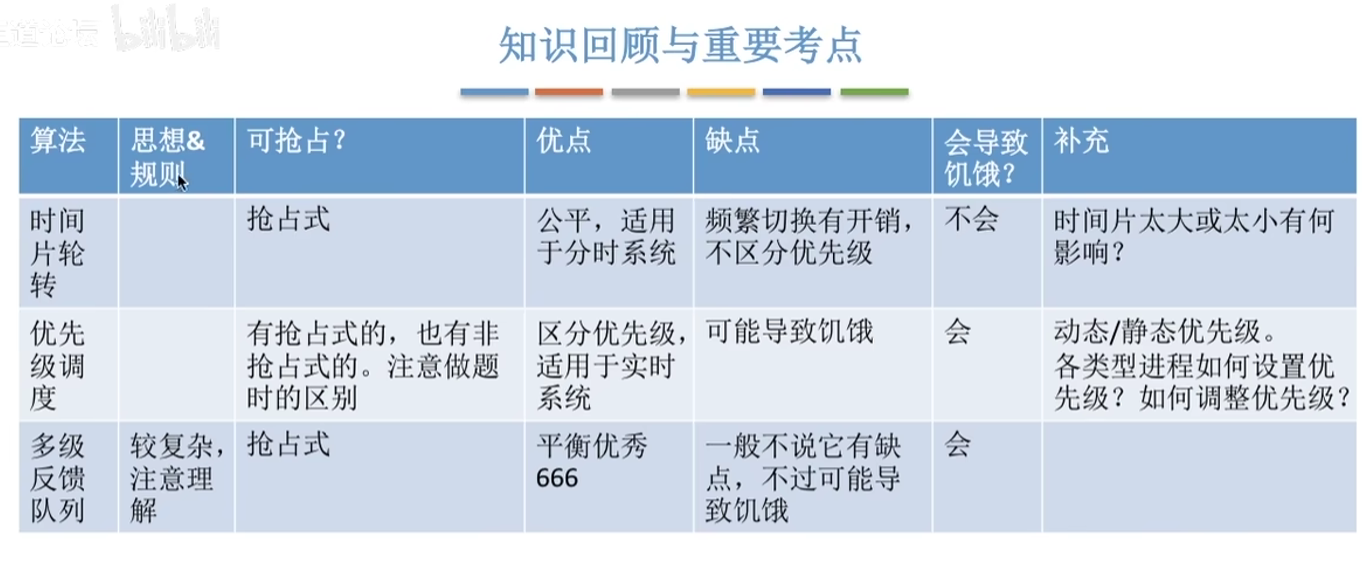 bilibili
知识回顾与重要考点
算法
思想&
规则
可抢占？
优点
缺点
会导致
饥饿？
补充
时间
片轮
转
抢占式
公平，适用
于分时系统
频繁切换有开销，
不区分优先级
不会
时间片太大或太小有何
影响？
优先
级调
度
有抢占式的，也有非
抢占式的。注意做题
时的区别
区分优先级，
适用于实时
系统
可能导致饥饿
会
动态/静态优先级。
各类型进程如何设置优
先级？如何调整优先级？
多级
反馈
队列
较复杂，
注意理
解
抢占式
平衡优秀
666
一般不说它有缺
点，不过可能导
致饥饿
会